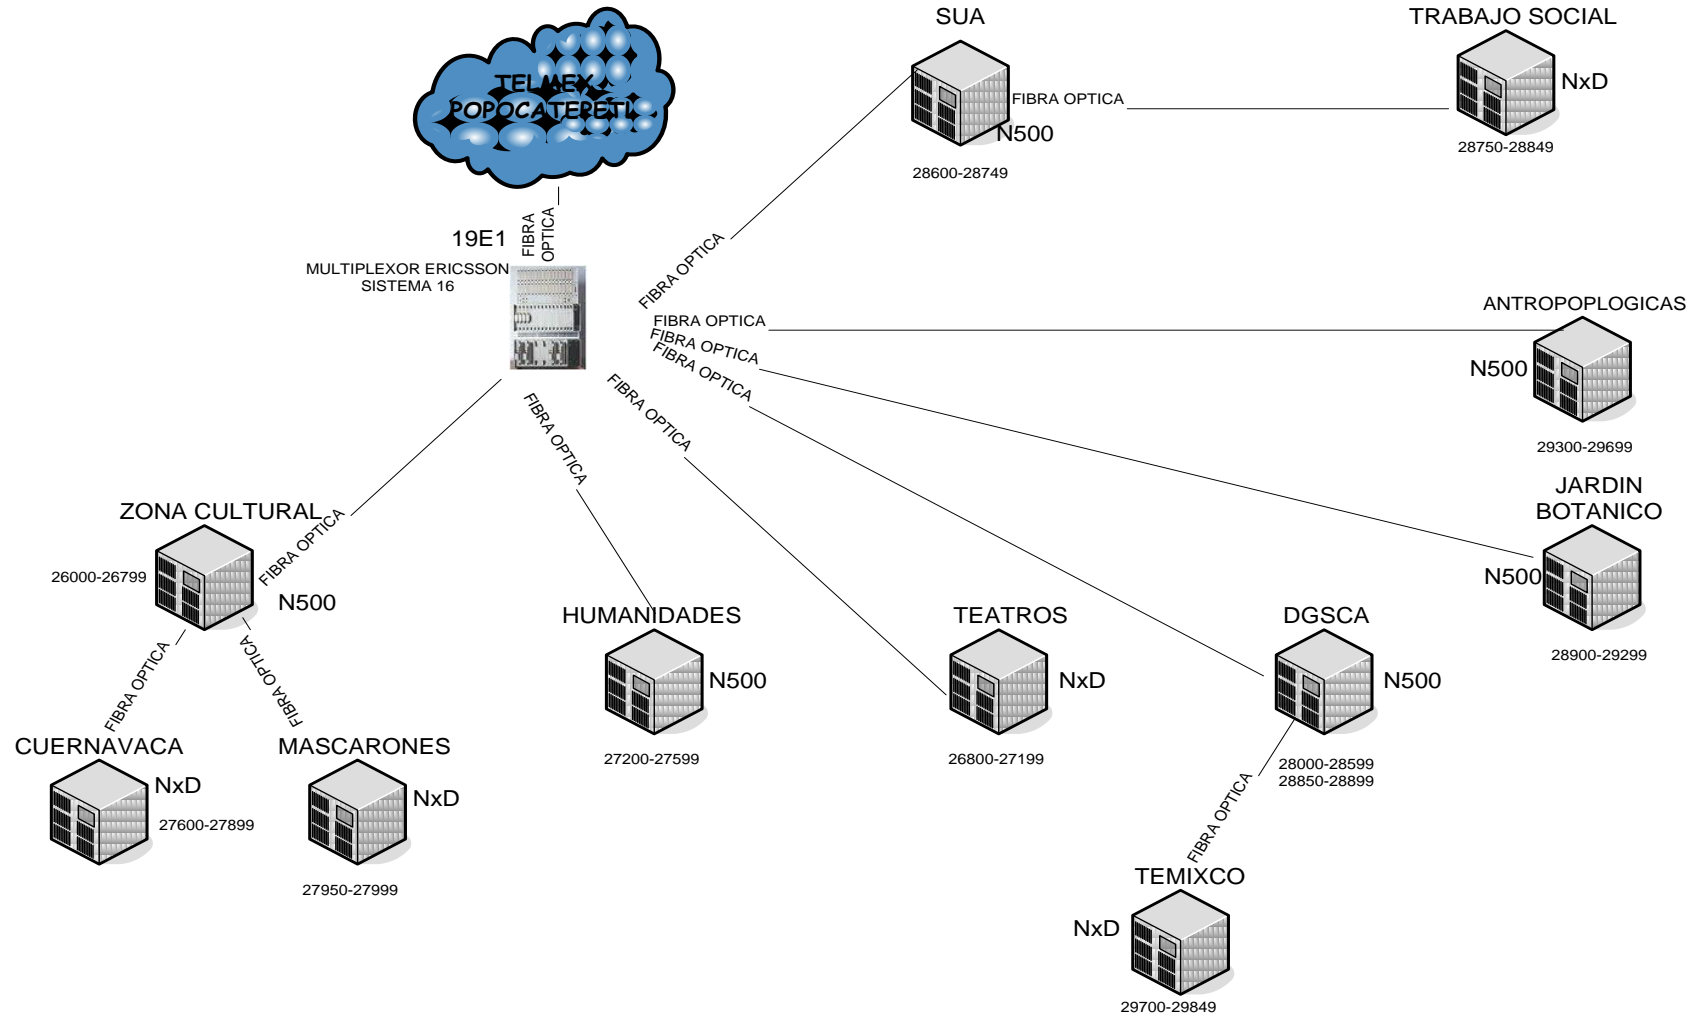 SUA
TRABAJO SOCIAL
TELMEX
POPOCATERETL
FIBRA OPTICA
NxD
N500
28600-28749
28750-28849
19E1
FIBRA
OPTICA
MULTIPLEXOR ERICSSON
SISTEMA 16
FIBRA OPTICA
FIBRA OPTICA
FIBRA OPTICA
FIBRA OPTICA
FIBRA OPTICA
FIBRA OPTICA
ANTROPOPLOGICAS
N500
29300-29699
JARDIN
BOTANICO
N500
28900-29299
ZONA CULTURAL
FIBRA OPTICA
26000-26799
N500
HUMANIDADES
N500
27200-27599
TEATROS
NxD
26800-27199
DGSCA
N500
28000-28599
28850-28899
FIBRA OPTICA
FIBRA OPTICA
CUERNAVACA
NxD
27600-27899
MASCARONES
NxD
27950-27999
FIBRA OPTICA
TEMIXCO
NxD
29700-29849